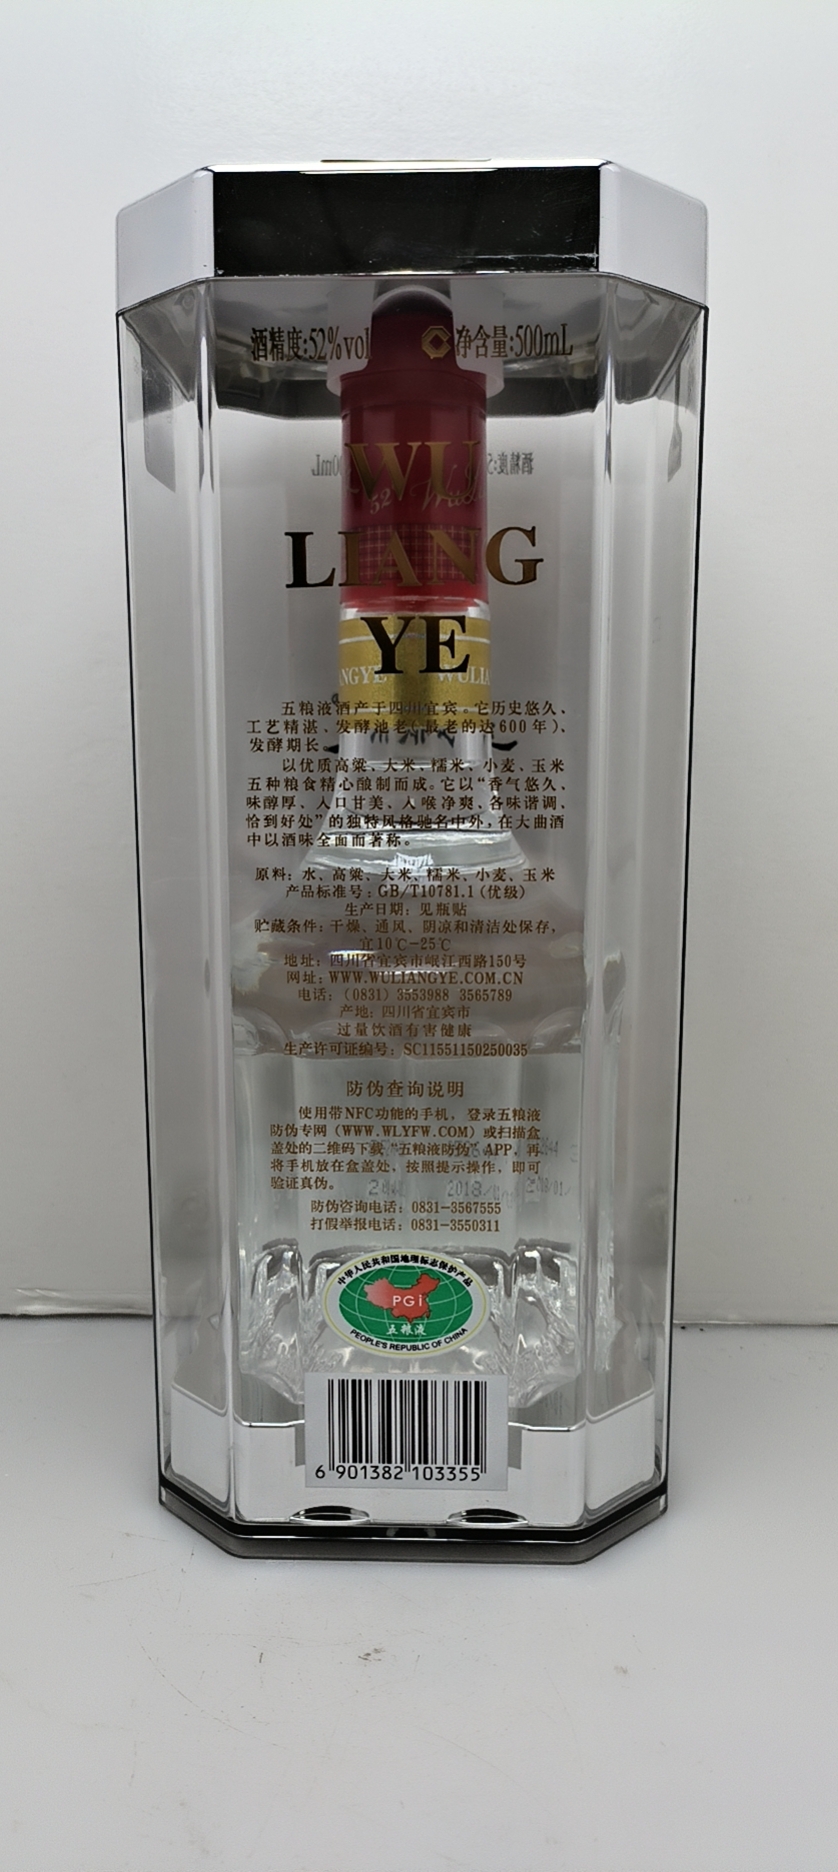 酒精度:52%vol 净含量:500mL
WU
52
LIANG
YE
五粮液酒产于四川宜宾。它历史悠久、
工艺精湛、发酵池老(最老的达600年)、
发酵期长。
以优质高粱、大米、糯米、小麦、玉米
五种粮食精心酿制而成。它以“香气悠久、
味醇厚、入口甘美、入喉净爽、各味谐调、
恰到好处”的独特风格驰名中外,在大曲酒
中以酒味全面而著称。
原料:水、高粱、大米、糯米、小麦、玉米
产品标准号:GB/T10781.1(优级)
生产日期:见瓶贴
贮藏条件:干燥、通风、阴凉和清洁处保存,
宜10℃-25℃
地址:四川省宜宾市岷江西路150号
网址:WWW.WULIANGYE.COM.CN
电话:(0831)3553988 3565789
产地:四川省宜宾市
过量饮酒有害健康
生产许可证编号:SC11551150250035
防伪查询说明
使用带NFC功能的手机,登录五粮液
防伪专网(WWW.WLYFW.COM)或扫描盒
盖处的二维码下载“五粮液防伪”APP,再
将手机放在盒盖处、按照提示操作,即可
验证真伪。
防伪咨询电话:0831-3567555
打假举报电话:0831-3550311
中华人民共和国地理标志保护产品
PGI
五粮液
PEOPLE'S REPUBLIC OF CHINA
6 901382 103355